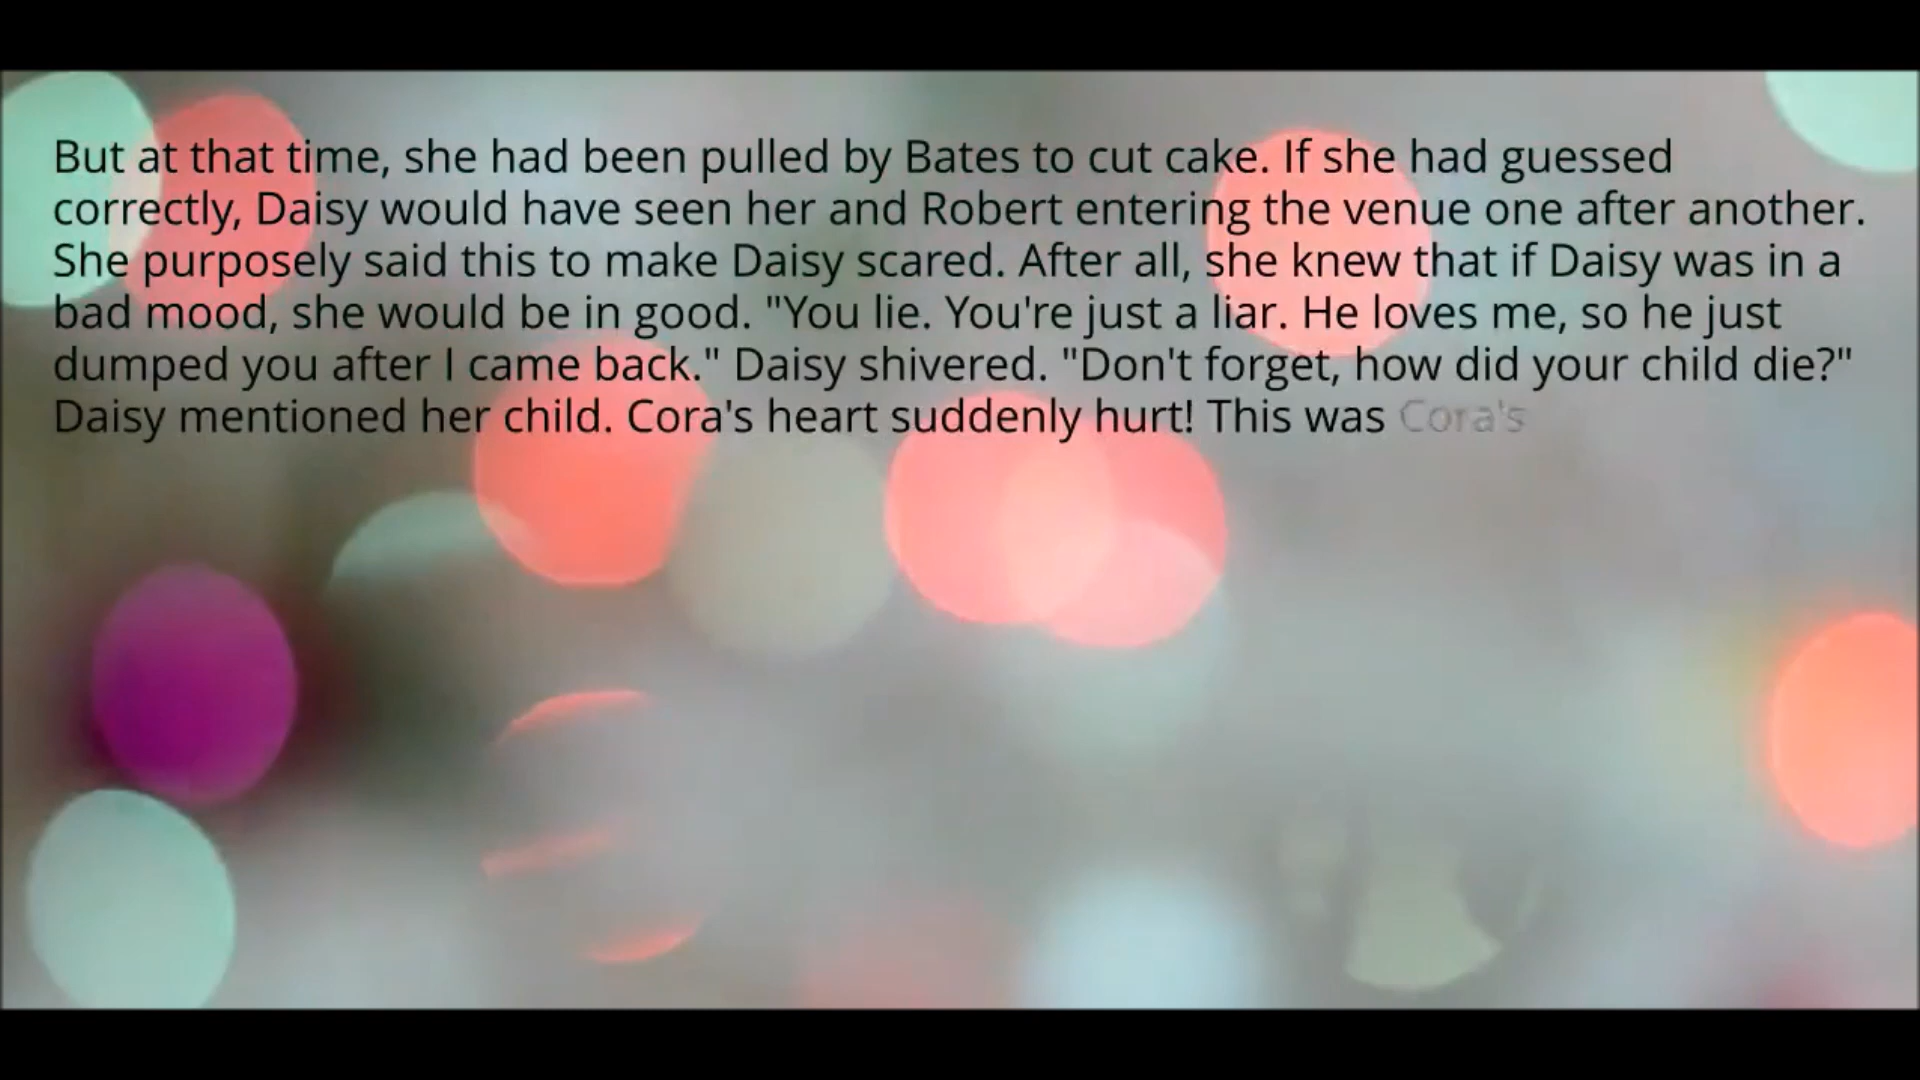 But at that time, she had been pulled by Bates to cut cake. If she had guessed
correctly, Daisy would have seen her and Robert entering the venue one after another.
She purposely said this to make Daisy scared. After all, she knew that if Daisy was in a
bad mood, she would be in good. "You lie. You're just a liar. He loves me, so he just
dumped you after I came back." Daisy shivered. "Don't forget, how did your child die?"
Daisy mentioned her child. Cora's heart suddenly hurt! This was Cora's